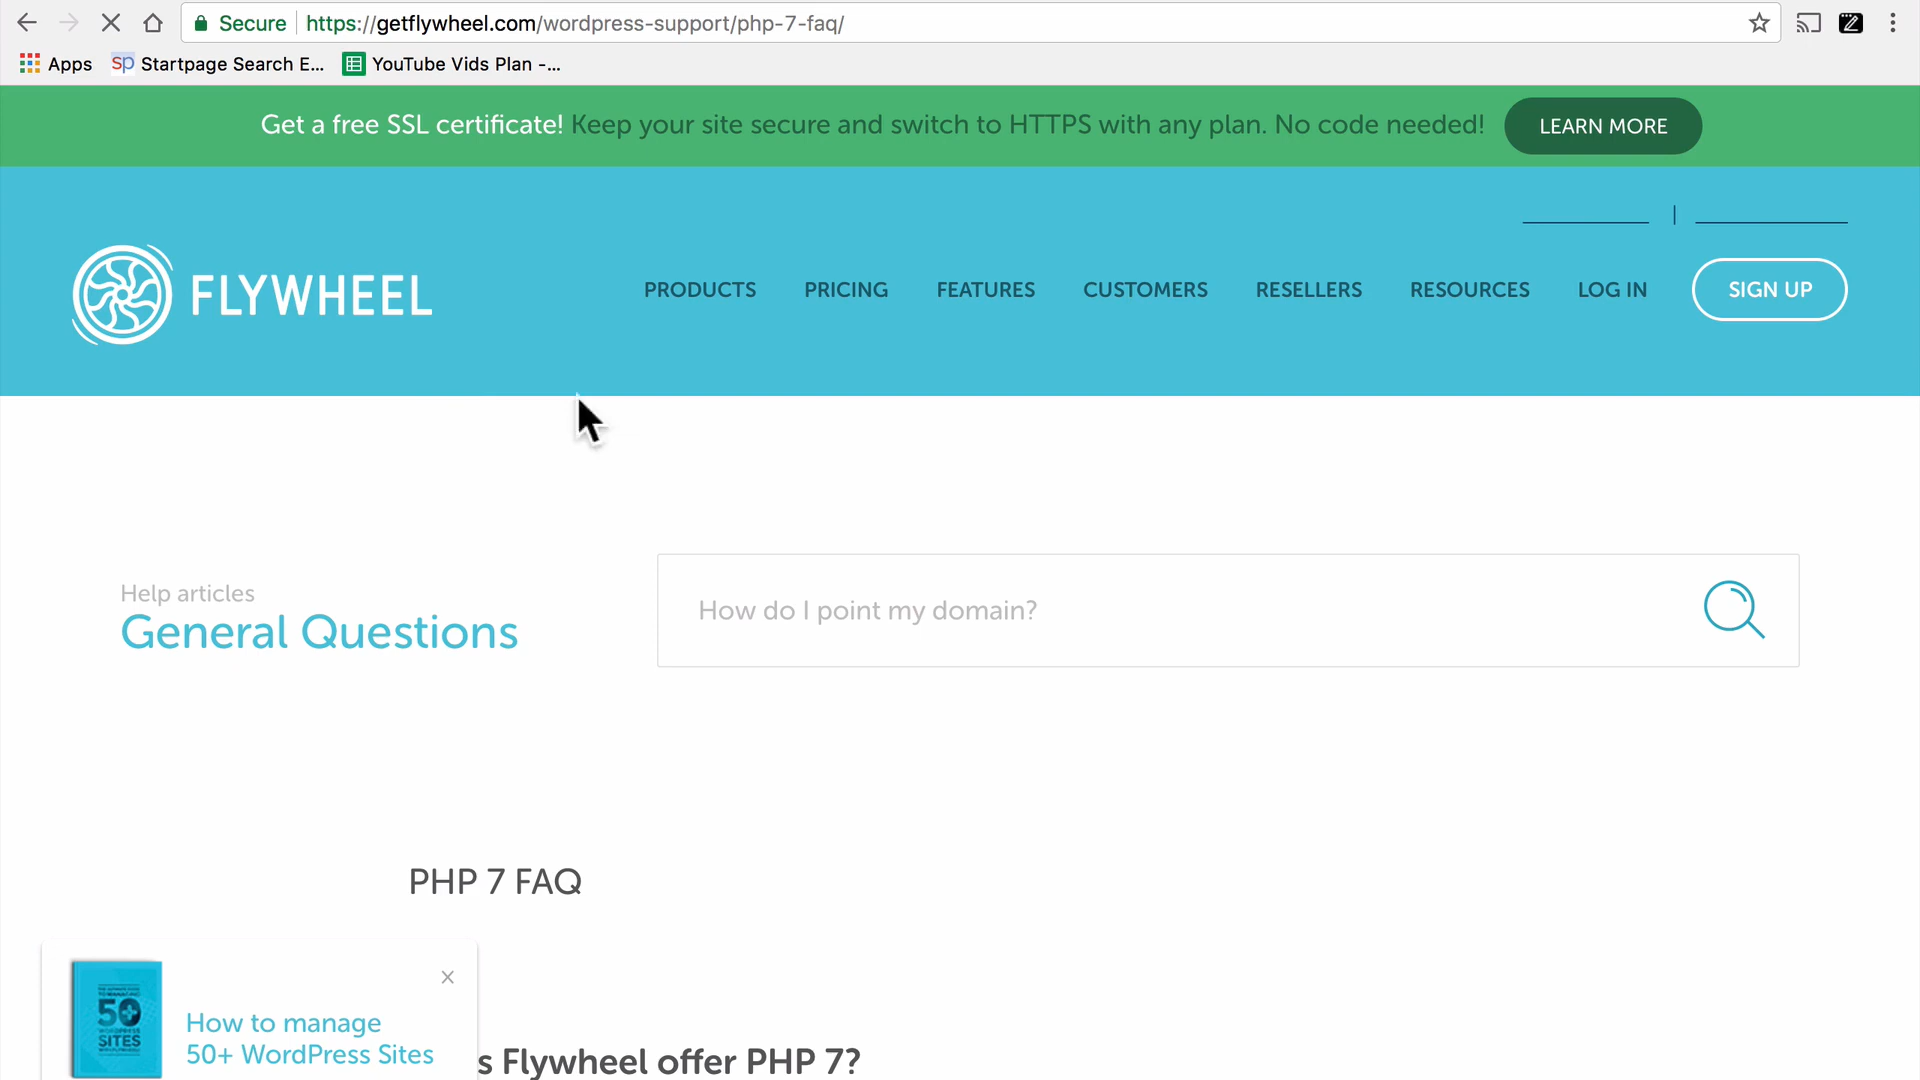 Secure https://getflywheel.com/wordpress-support/php-7-faq/
Apps sp Startpage Search E... YouTube Vids Plan -...
Get a free SSL certificate! Keep your site secure and switch to HTTPS with any plan. No code needed! LEARN MORE
FLYWHEEL PRODUCTS PRICING FEATURES CUSTOMERS RESELLERS RESOURCES LOG IN SIGN UP
Help articles
General Questions
How do I point my domain?
PHP 7 FAQ
50+
WORDPRESS
SITES
How to manage
50+ WordPress Sites
s Flywheel offer PHP 7?